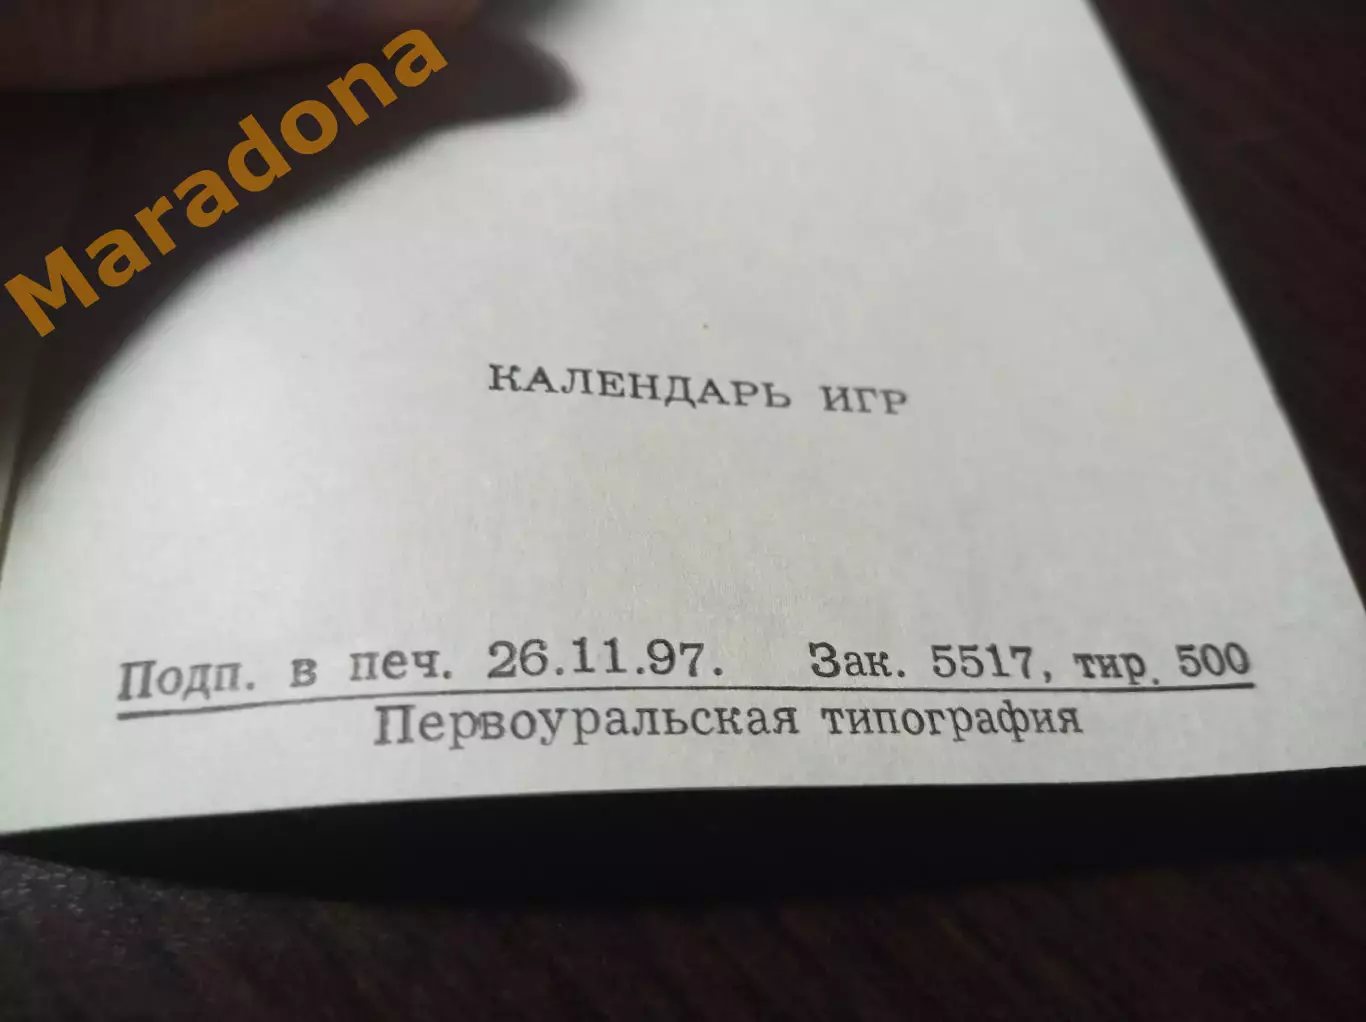 Maradona
КАЛЕНДАРЬ ИГР
Подп. в печ. 26.11.97. Зак. 5517, тир. 500
Первоуральская типография